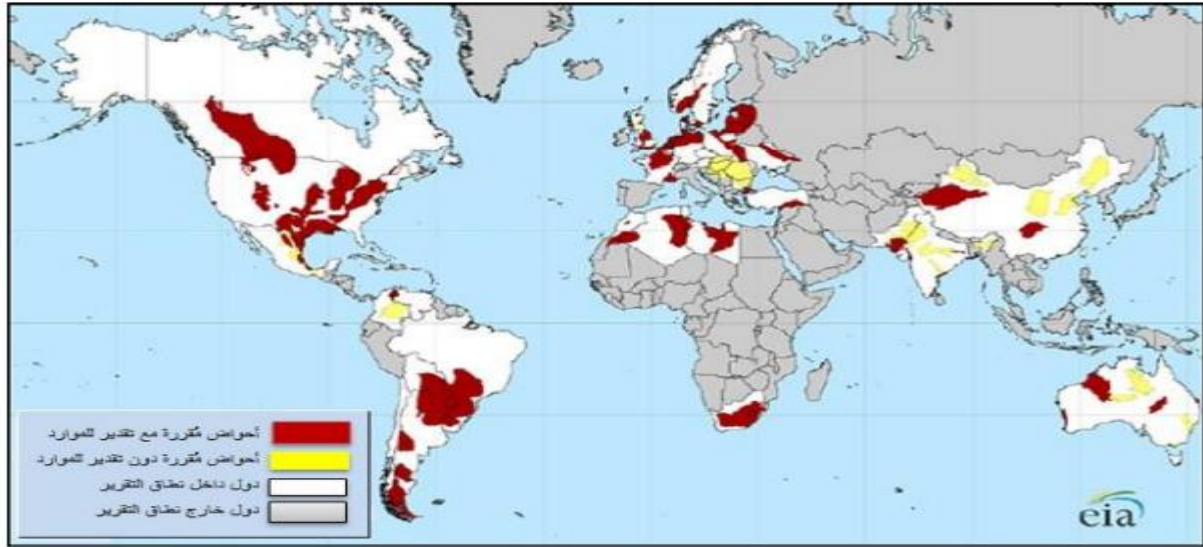 أحواض مُقررة مع تقدير للموارد
أحواض مُقررة دون تقدير للموارد
دول داخل نطاق التقرير
دول خارج نطاق التقرير
eia